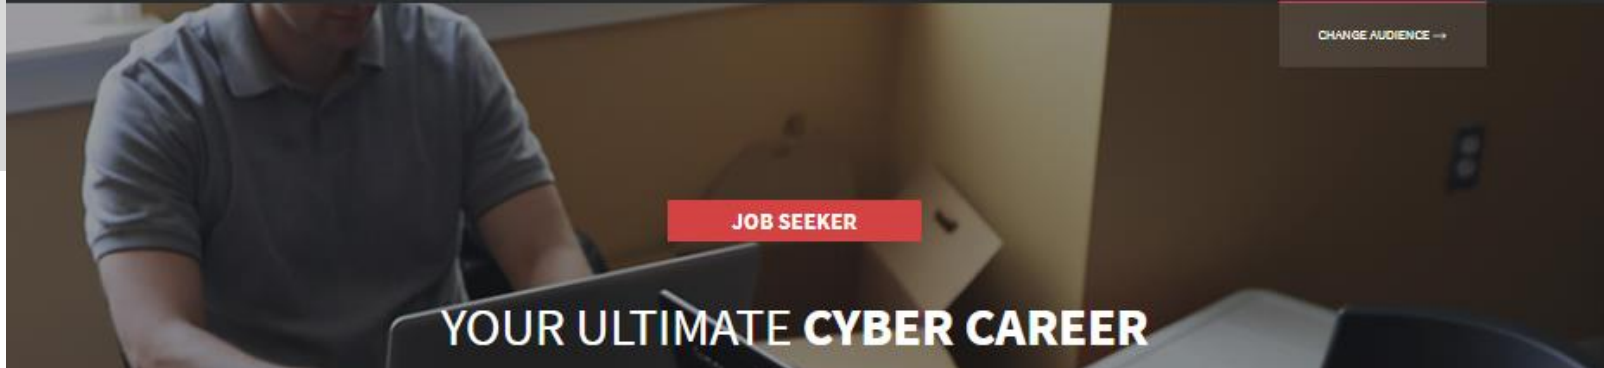 CHANGE AUDIENCE →
JOB SEEKER
YOUR ULTIMATE CYBER CAREER